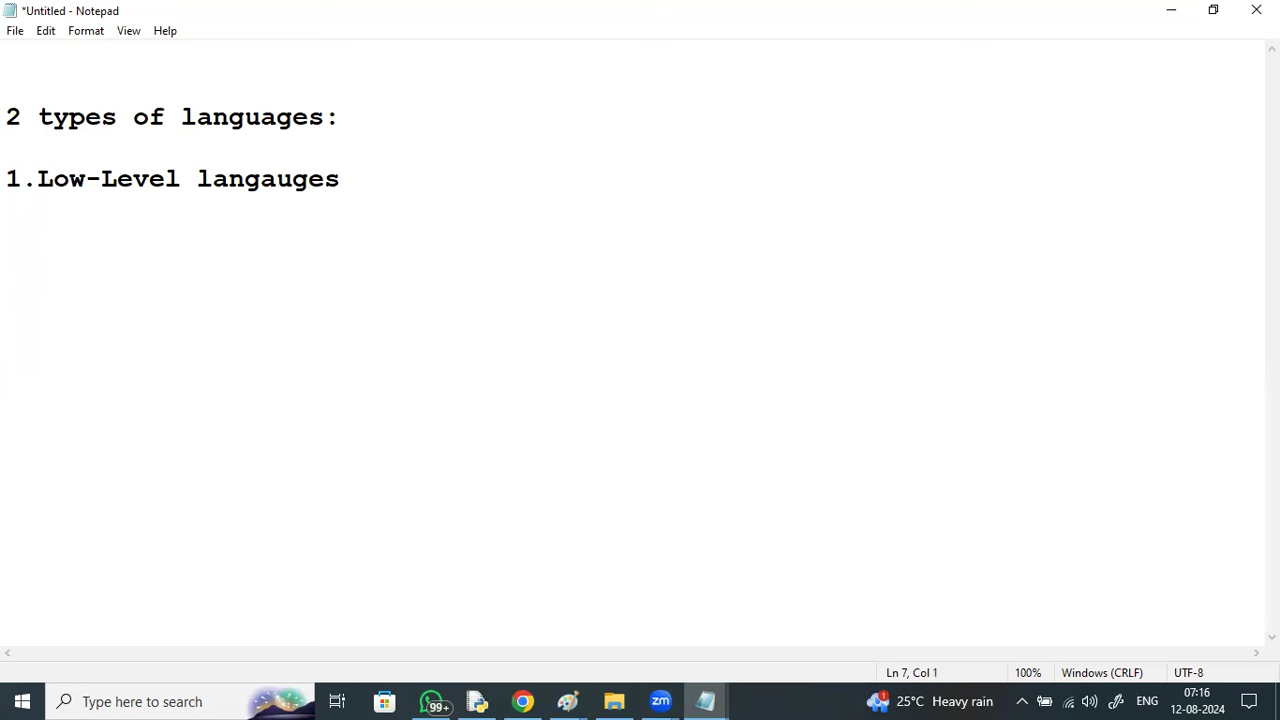 *Untitled - Notepad
File Edit Format View Help
2 types of languages:
1.Low-Level langauges
Ln 7, Col 1 100% Windows (CRLF) UTF-8
Type here to search 99+ zm 1 25°C Heavy rain ENG 07:16
12-08-2024